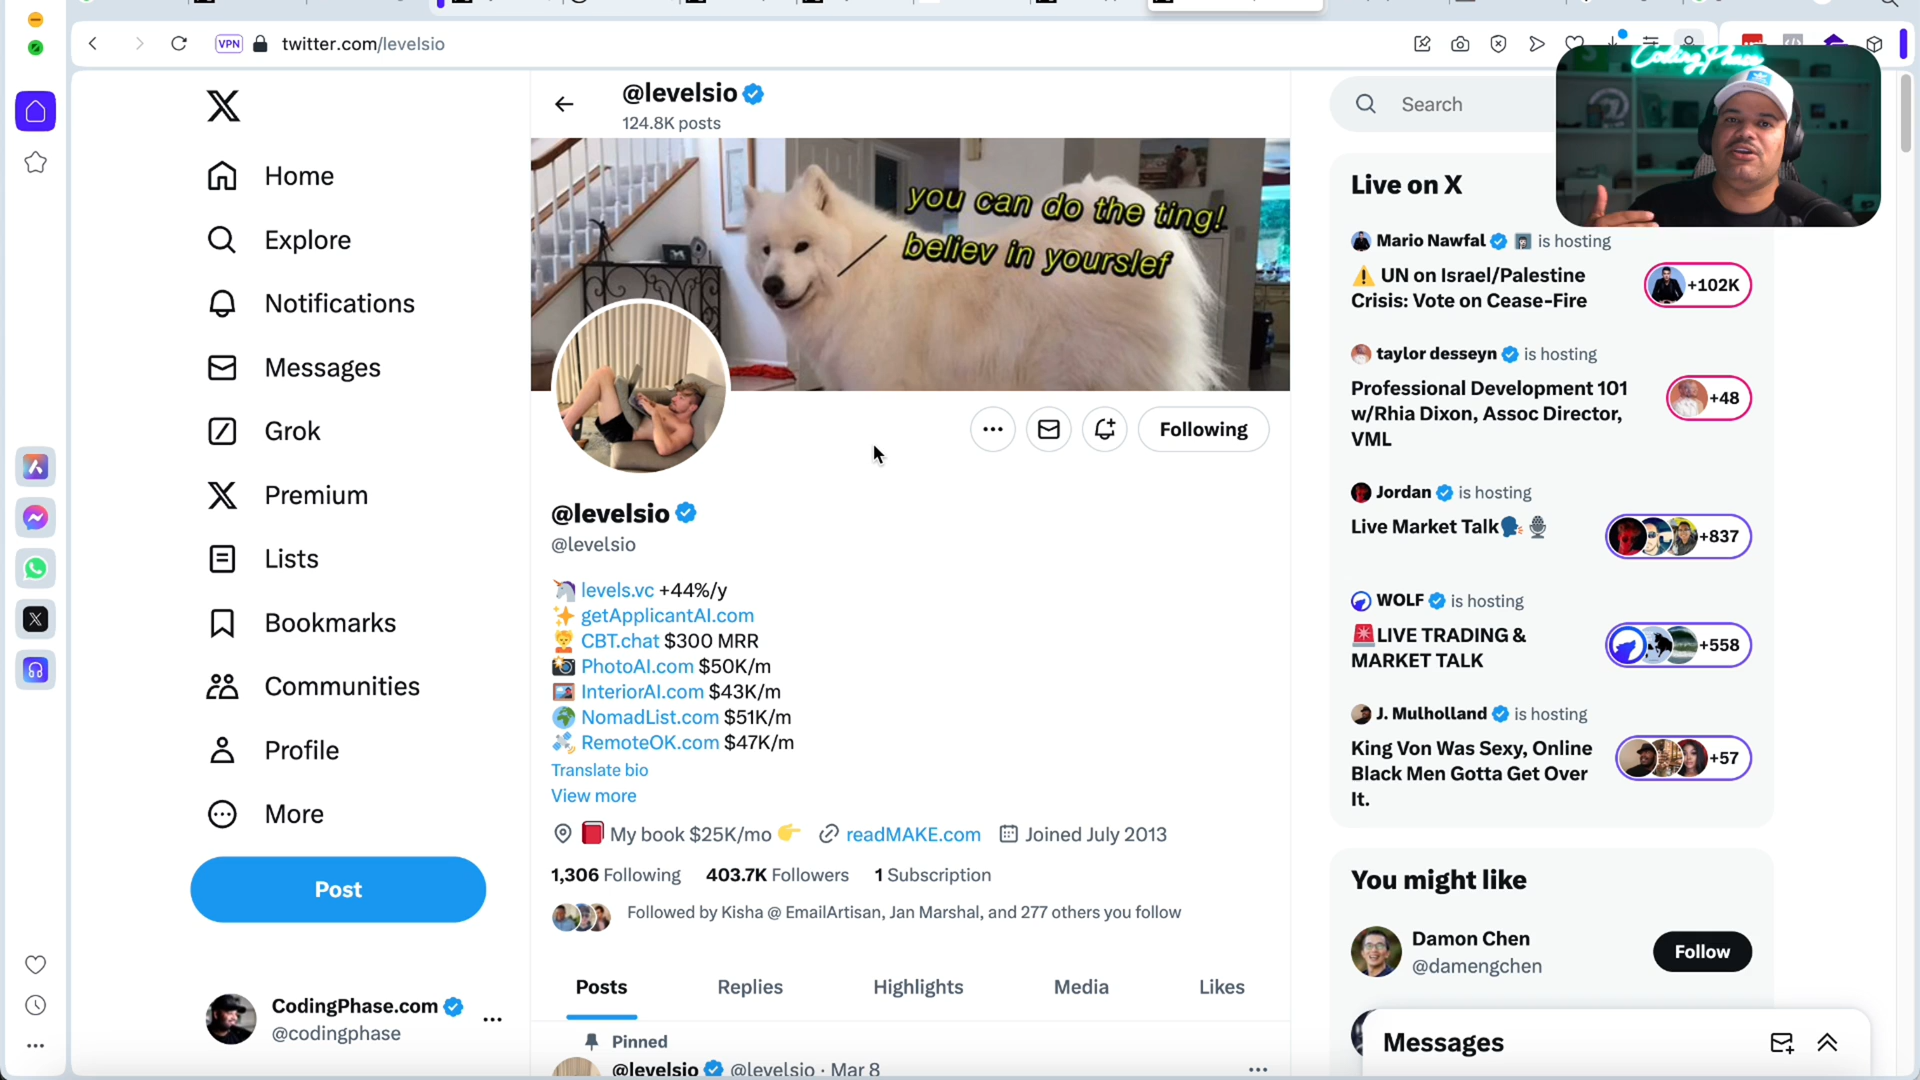 VPN
twitter.com/levelsio
CodingPhase
Home
Explore
Notifications
Messages
Grok
Premium
Lists
Bookmarks
Communities
Profile
More
Post
CodingPhase.com
@codingphase
@levelsio
124.8K posts
you can do the ting!
believ in yourslef
Following
@levelsio
@levelsio
levels.vc +44%/y
getApplicantAI.com
CBT.chat $300 MRR
PhotoAI.com $50K/m
InteriorAI.com $43K/m
NomadList.com $51K/m
RemoteOK.com $47K/m
Translate bio
View more
My book $25K/mo readMAKE.com Joined July 2013
1,306 Following 403.7K Followers 1 Subscription
Followed by Kisha @ EmailArtisan, Jan Marshal, and 277 others you follow
Posts Replies Highlights Media Likes
Pinned
@levelsio @levelsio · Mar 8
Search
Live on X
Mario Nawfal is hosting
UN on Israel/Palestine
Crisis: Vote on Cease-Fire
+102K
taylor desseyn is hosting
Professional Development 101
w/Rhia Dixon, Assoc Director,
VML
+48
Jordan is hosting
Live Market Talk
+837
WOLF is hosting
LIVE TRADING &
MARKET TALK
+558
J. Mulholland is hosting
King Von Was Sexy, Online
Black Men Gotta Get Over
It.
+57
You might like
Damon Chen
@damengchen
Follow
Messages